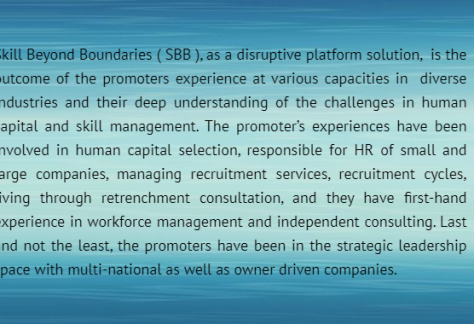 Skill Beyond Boundaries ( SBB ), as a disruptive platform solution, is the
outcome of the promoters experience at various capacities in diverse
industries and their deep understanding of the challenges in human
capital and skill management. The promoter's experiences have been
involved in human capital selection, responsible for HR of small and
large companies, managing recruitment services, recruitment cycles,
living through retrenchment consultation, and they have first-hand
experience in workforce management and independent consulting. Last
and not the least, the promoters have been in the strategic leadership
space with multi-national as well as owner driven companies.